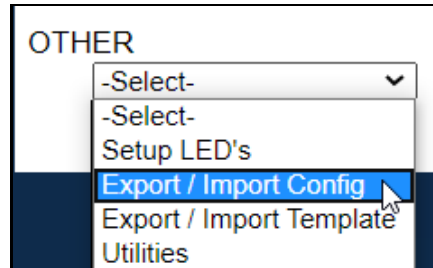 OTHER
-Select-
-Select-
Setup LED's
Export / Import Config
Export / Import Template
Utilities